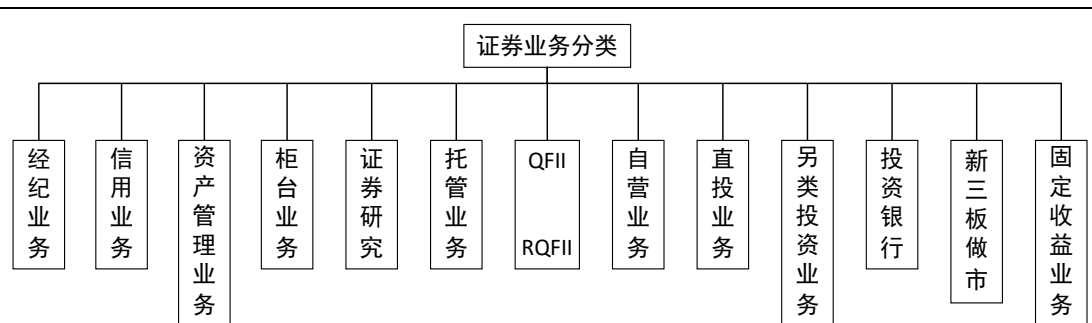 证券业务分类
经纪业务
信用业务
资产管理业务
柜台业务
证券研究
托管业务
QFII
RQFII
自营业务
直投业务
另类投资业务
投资银行
新三板做市
固定收益业务